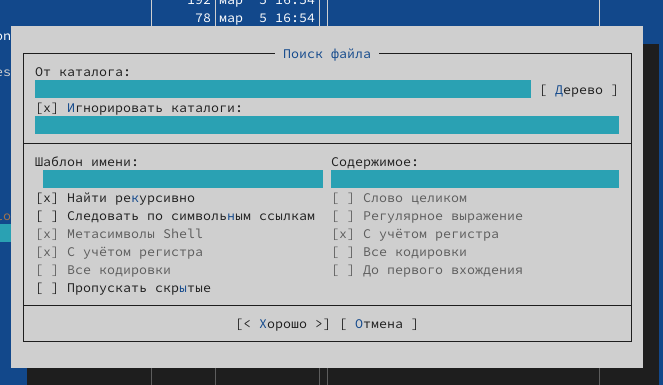 192 мар 5 16:54
78 мар 5 16:54
Поиск файла
От каталога:
[ Дерево ]
[x] Игнорировать каталоги:
Шаблон имени: Содержимое:
[x] Найти рекурсивно [ ] Слово целиком
[ ] Следовать по символьным ссылкам [ ] Регулярное выражение
[x] Метасимволы Shell [x] С учётом регистра
[x] С учётом регистра [ ] Все кодировки
[ ] Все кодировки [ ] До первого вхождения
[ ] Пропускать скрытые
[< Хорошо >] [ Отмена ]